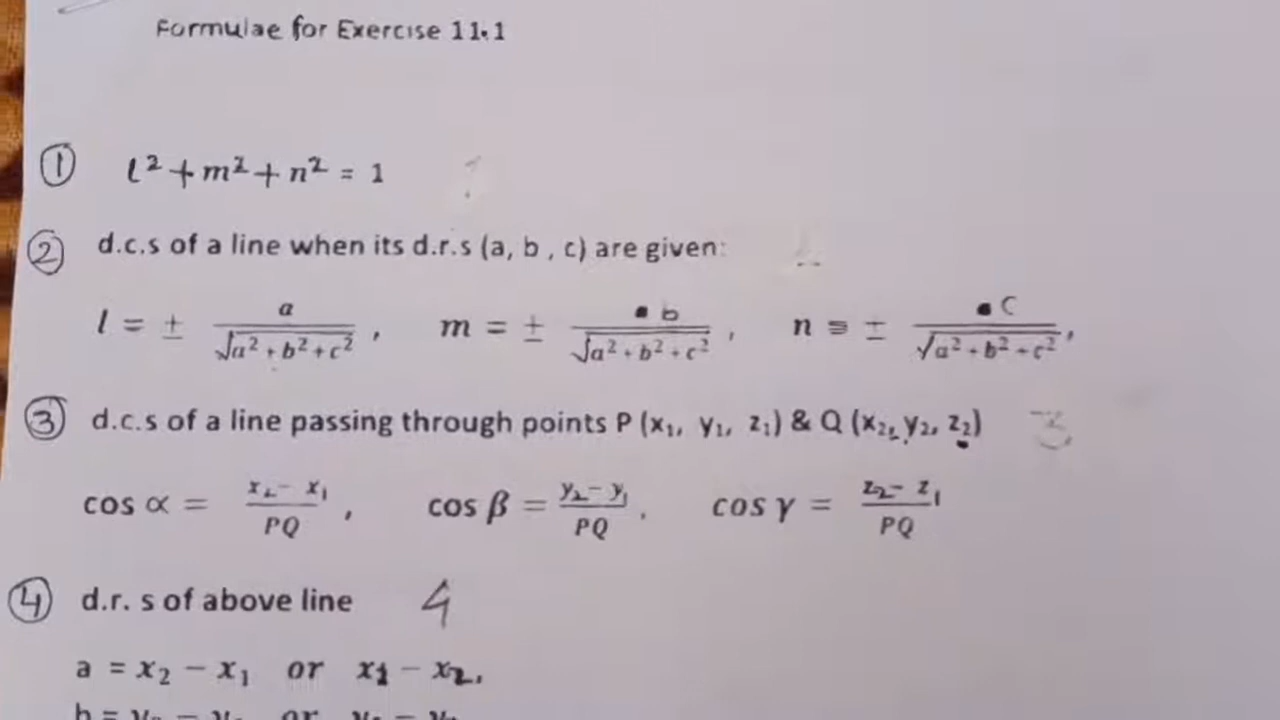 Formulae for Exercise 11.1
① l² + m² + n² = 1
② d.c.s of a line when its d.r.s (a, b , c) are given:
l = ± a / √a² + b² + c² , m = ± b / √a² + b² + c² , n = ± c / √a² + b² + c² ,
③ d.c.s of a line passing through points P (x₁, y₁, z₁) & Q (x₂, y₂, z₂) 3
cos α = x₂ - x₁ / PQ , cos β = y₂ - y₁ / PQ , cos γ = z₂ - z₁ / PQ
④ d.r. s of above line 4
a = x₂ − x₁ or x₁ − x₂,